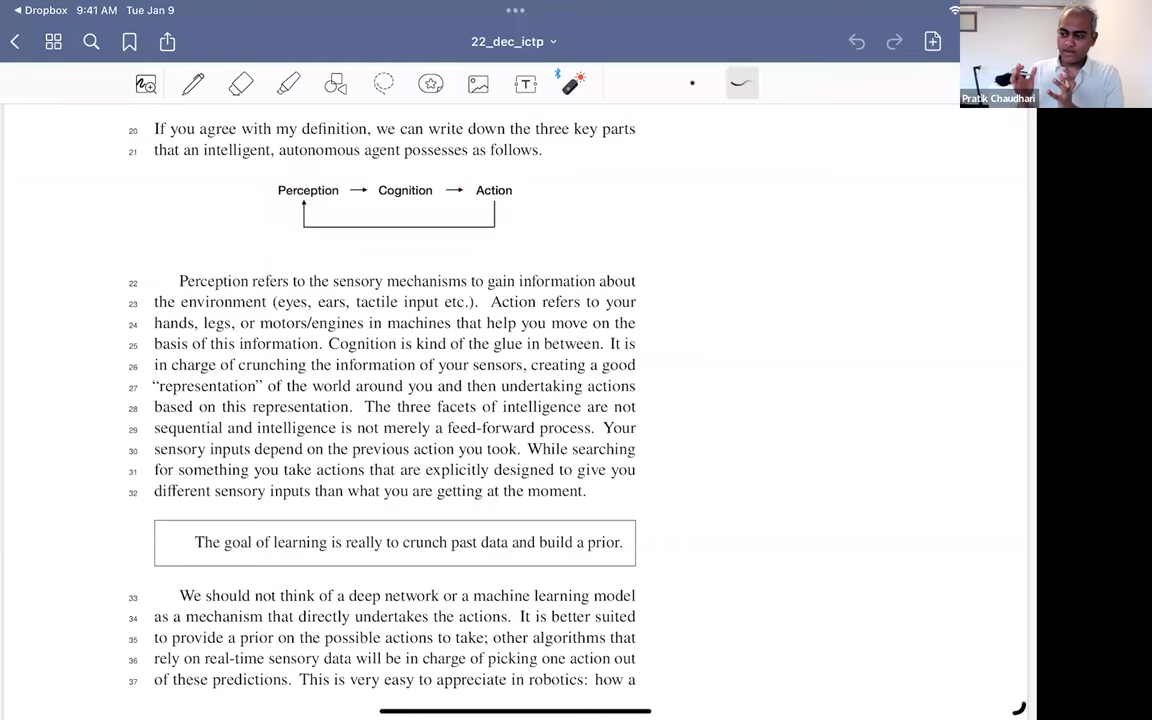 ◀ Dropbox 9:41 AM Tue Jan 9
22_dec_ictp
Pratik Chaudhari
20 If you agree with my definition, we can write down the three key parts
21 that an intelligent, autonomous agent possesses as follows.
Perception → Cognition → Action
22 Perception refers to the sensory mechanisms to gain information about
23 the environment (eyes, ears, tactile input etc.). Action refers to your
24 hands, legs, or motors/engines in machines that help you move on the
25 basis of this information. Cognition is kind of the glue in between. It is
26 in charge of crunching the information of your sensors, creating a good
27 “representation” of the world around you and then undertaking actions
28 based on this representation. The three facets of intelligence are not
29 sequential and intelligence is not merely a feed-forward process. Your
30 sensory inputs depend on the previous action you took. While searching
31 for something you take actions that are explicitly designed to give you
32 different sensory inputs than what you are getting at the moment.
The goal of learning is really to crunch past data and build a prior.
33 We should not think of a deep network or a machine learning model
34 as a mechanism that directly undertakes the actions. It is better suited
35 to provide a prior on the possible actions to take; other algorithms that
36 rely on real-time sensory data will be in charge of picking one action out
37 of these predictions. This is very easy to appreciate in robotics: how a